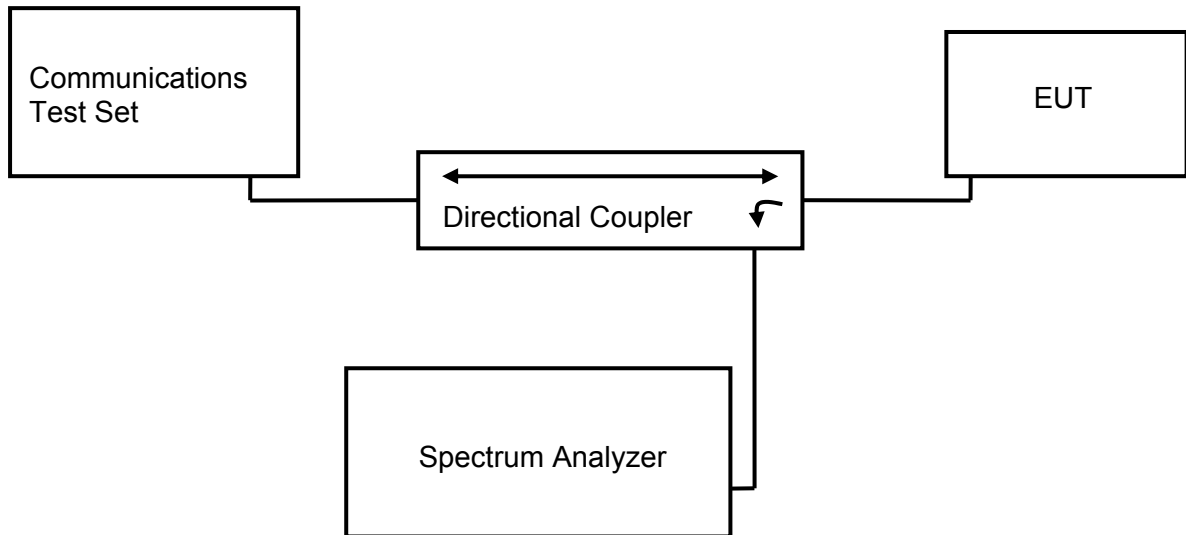 Communications
Test Set
EUT
Directional Coupler
Spectrum Analyzer